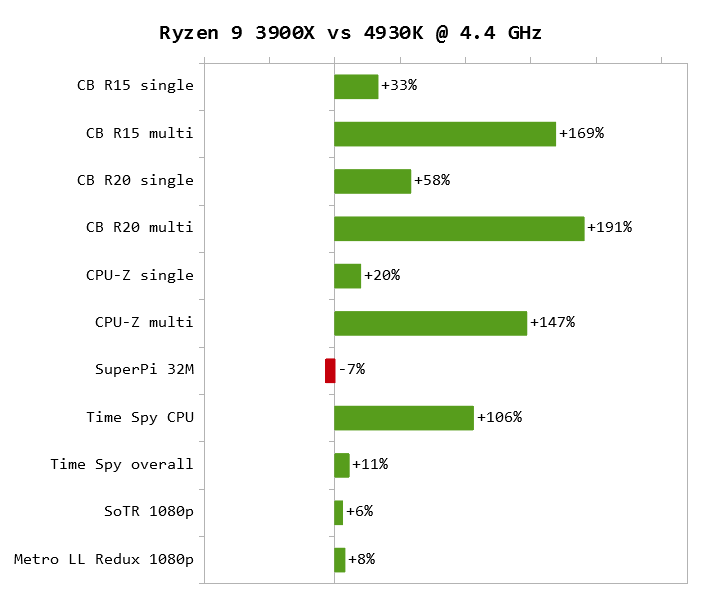 Ryzen 9 3900X vs 4930K @ 4.4 GHz
CB R15 single +33%
CB R15 multi +169%
CB R20 single +58%
CB R20 multi +191%
CPU-Z single +20%
CPU-Z multi +147%
SuperPi 32M -7%
Time Spy CPU +106%
Time Spy overall +11%
SoTR 1080p +6%
Metro LL Redux 1080p +8%